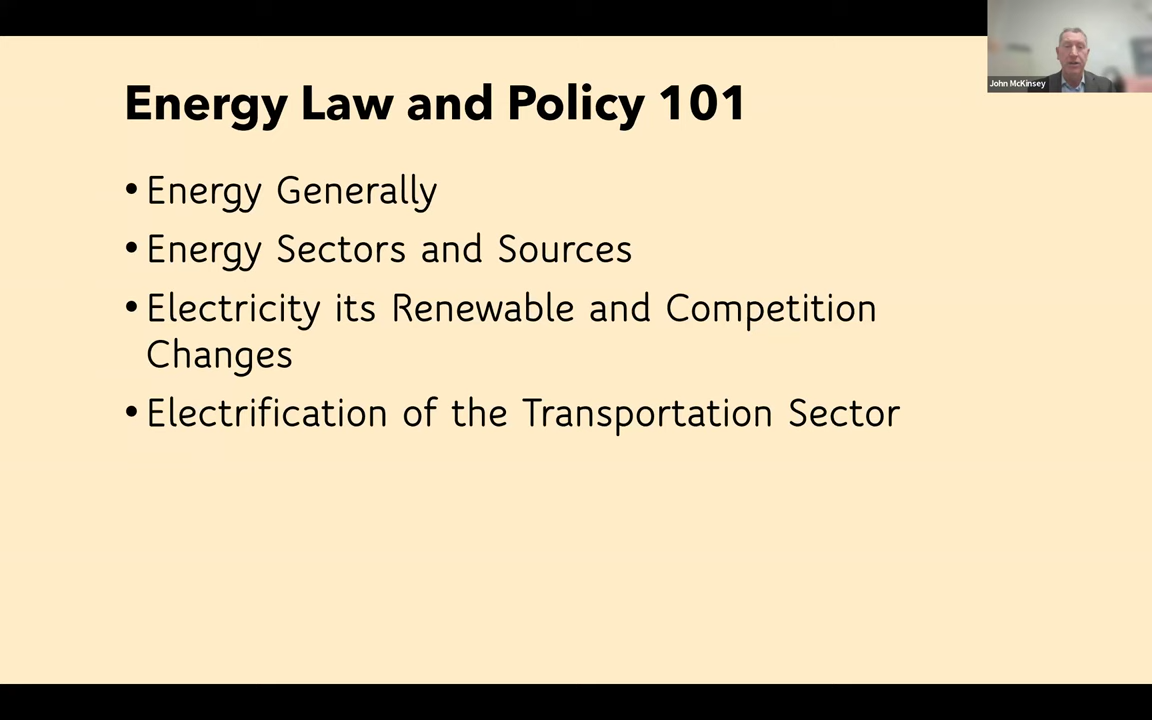 Energy Law and Policy 101
• Energy Generally
• Energy Sectors and Sources
• Electricity its Renewable and Competition
Changes
• Electrification of the Transportation Sector
John McKinsey